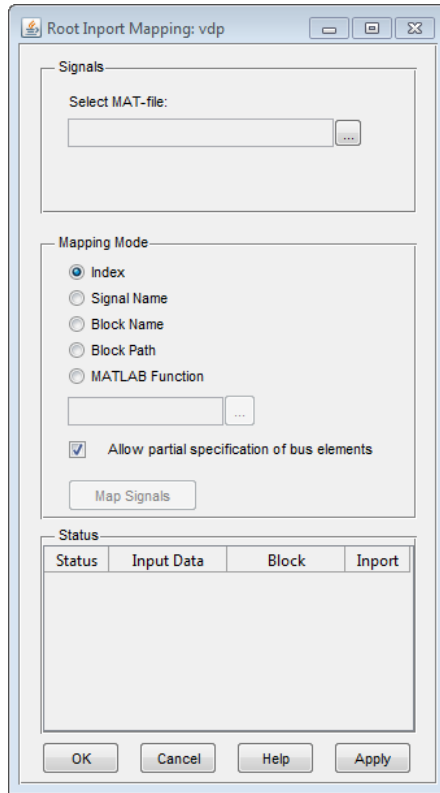 Root Inport Mapping: vdp
Signals
Select MAT-file:
...
Mapping Mode
Index
Signal Name
Block Name
Block Path
MATLAB Function
...
Allow partial specification of bus elements
Map Signals
Status
Status Input Data Block Inport
OK Cancel Help Apply